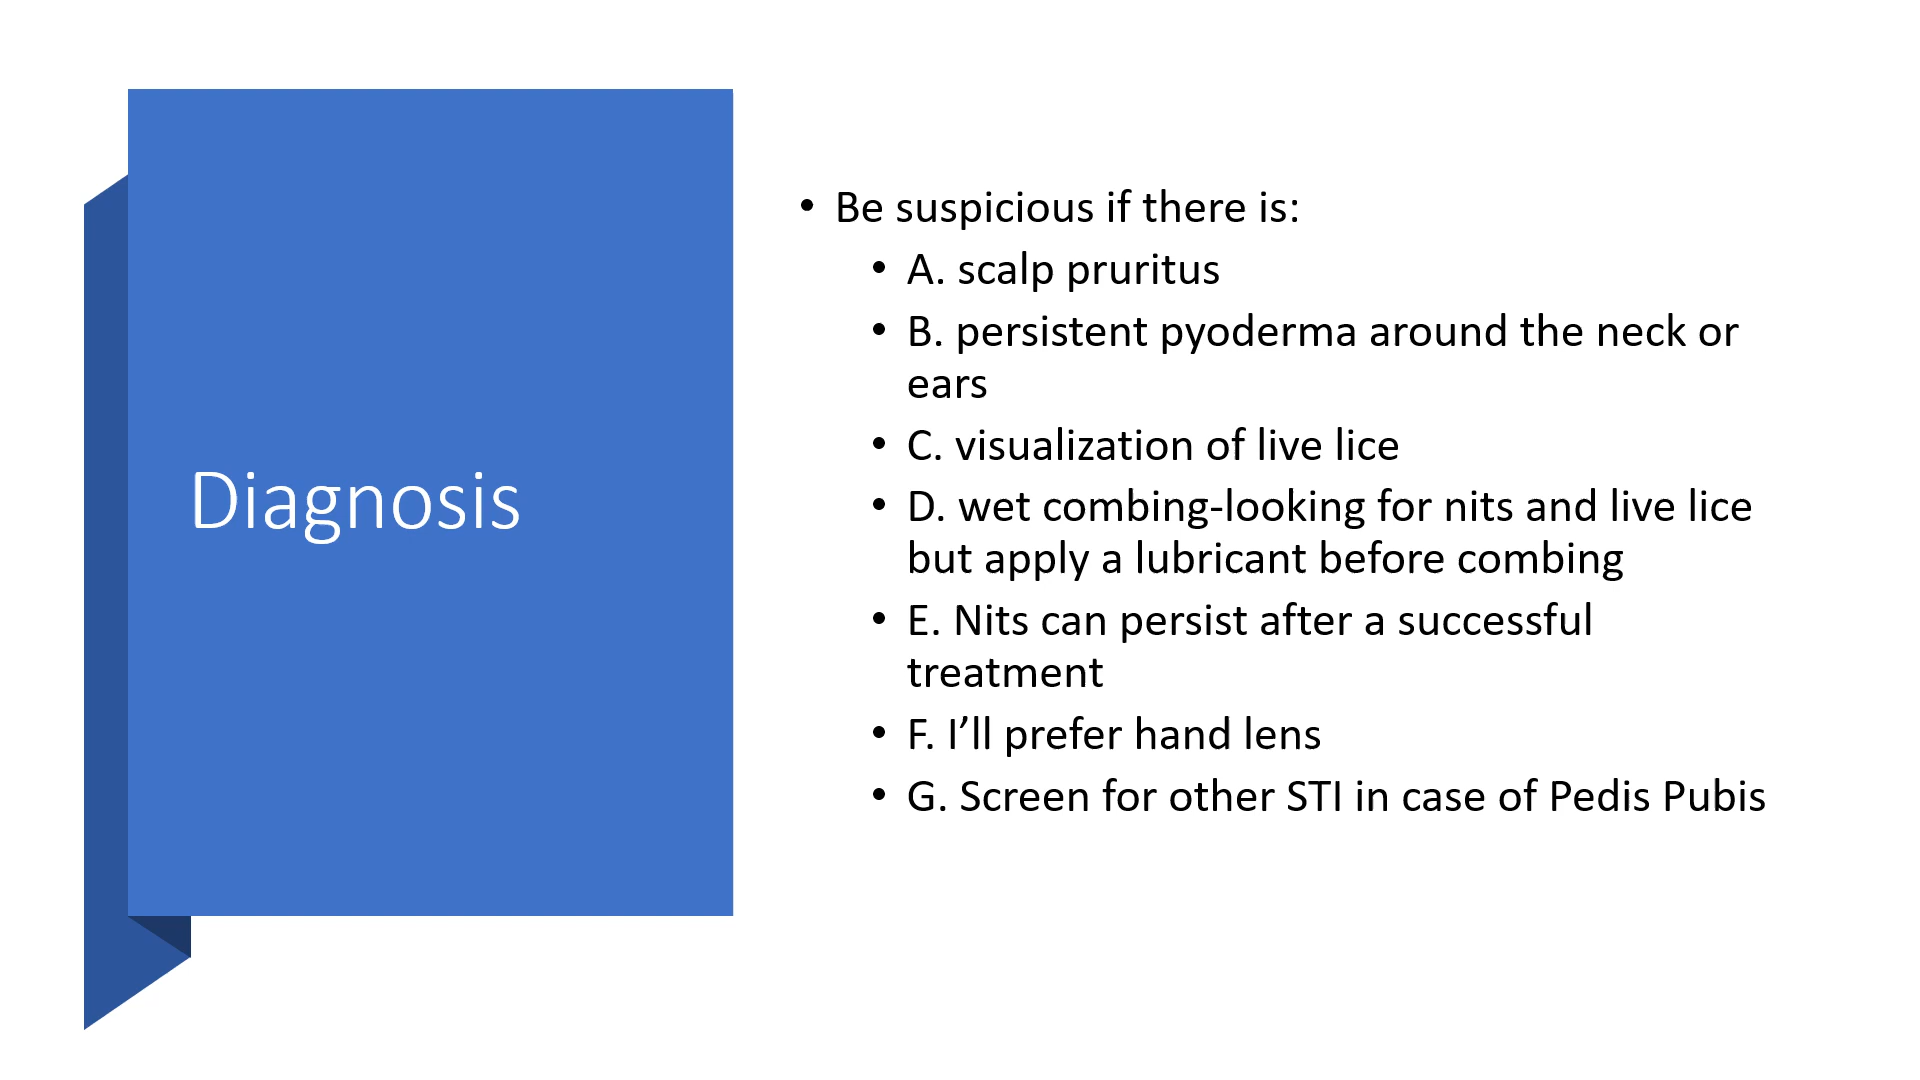 Diagnosis
• Be suspicious if there is:
• A. scalp pruritus
• B. persistent pyoderma around the neck or
ears
• C. visualization of live lice
• D. wet combing-looking for nits and live lice
but apply a lubricant before combing
• E. Nits can persist after a successful
treatment
• F. I’ll prefer hand lens
• G. Screen for other STI in case of Pedis Pubis